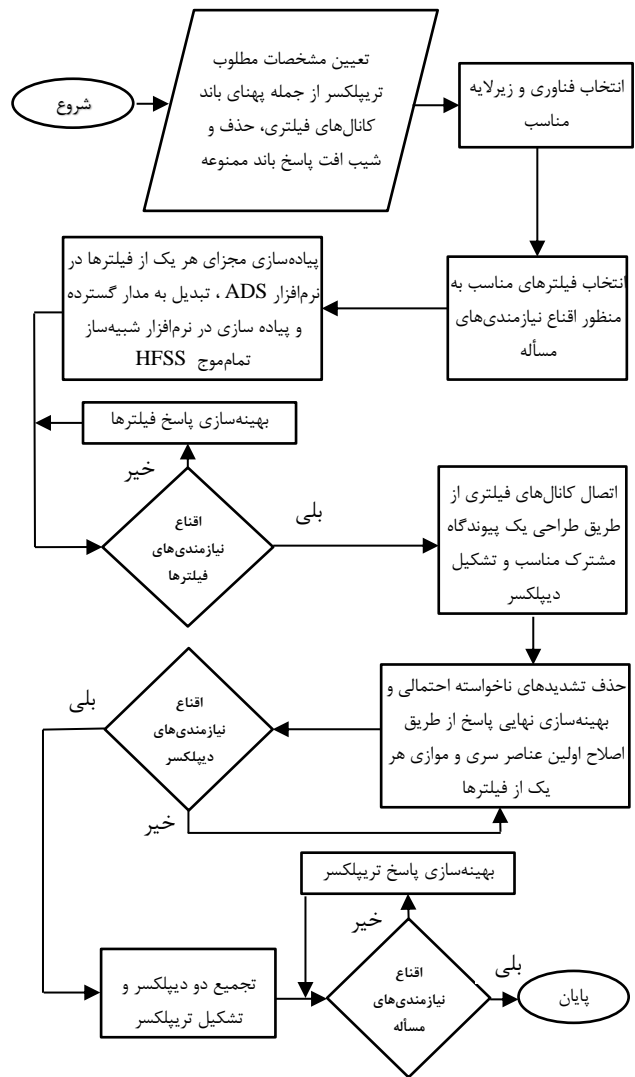 شروع
تعیین مشخصات مطلوب
تریپلکسر از جمله پهنای باند
کانال‌های فیلتری، حذف و
شیب افت پاسخ باند ممنوعه
انتخاب فناوری و زیرلایه
مناسب
انتخاب فیلترهای مناسب به
منظور اقناع نیازمندی‌های
مسأله
پیاده‌سازی مجزای هر یک از فیلترها در
نرم‌افزار ADS ، تبدیل به مدار گسترده
و پیاده سازی در نرم‌افزار شبیه‌ساز
تمام‌موج HFSS
بهینه‌سازی پاسخ فیلترها
خیر
اقناع
نیازمندی‌های
فیلترها
بلی
اتصال کانال‌های فیلتری از
طریق طراحی یک پیوندگاه
مشترک مناسب و تشکیل
دیپلکسر
حذف تشدیدهای ناخواسته احتمالی و
بهینه‌سازی نهایی پاسخ از طریق
اصلاح اولین عناصر سری و موازی هر
یک از فیلترها
اقناع
نیازمندی‌های
دیپلکسر
بلی
خیر
تجمیع دو دیپلکسر و
تشکیل تریپلکسر
بهینه‌سازی پاسخ تریپلکسر
خیر
اقناع
نیازمندی‌های
مسأله
بلی
پایان